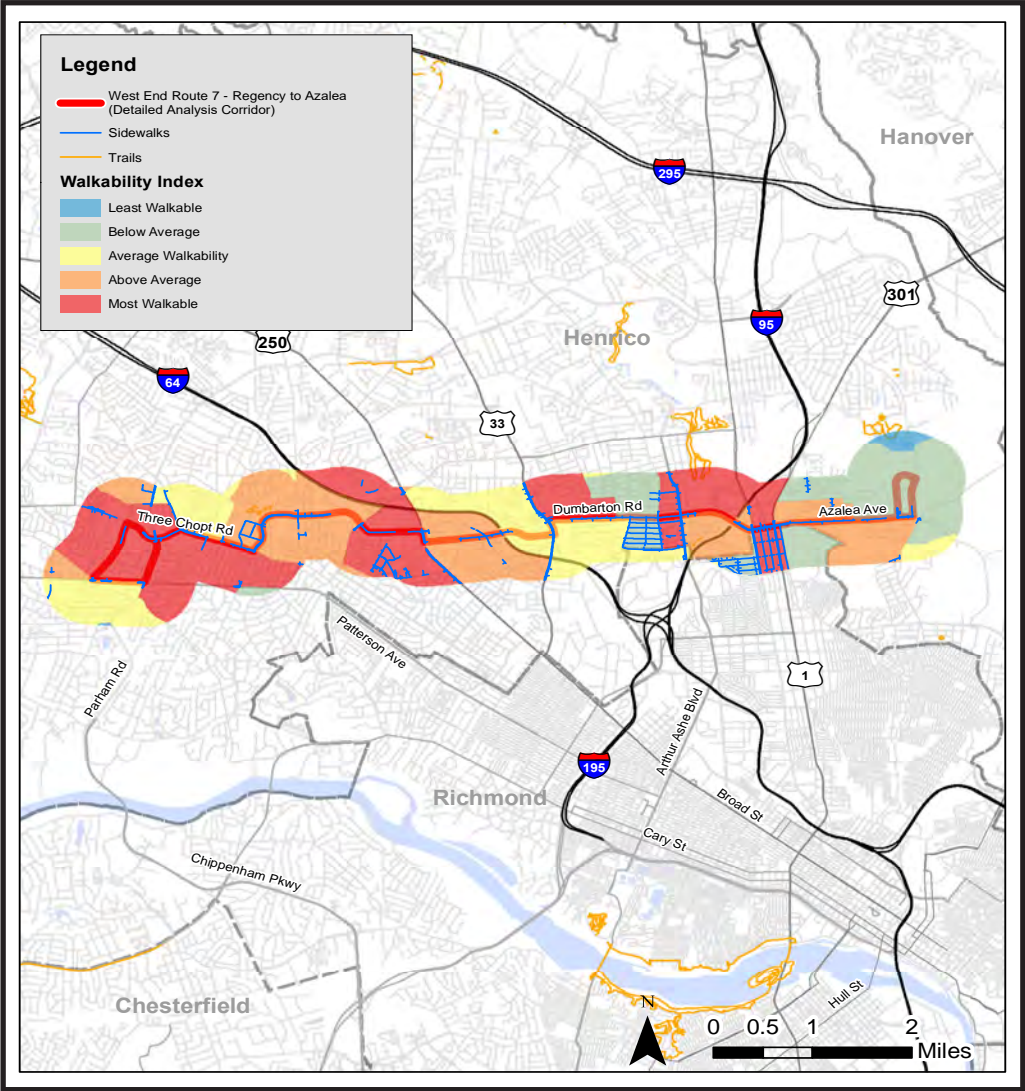 Legend
West End Route 7 - Regency to Azalea
(Detailed Analysis Corridor)
Sidewalks
Trails
Walkability Index
Least Walkable
Below Average
Average Walkability
Above Average
Most Walkable
Hanover
295
301
95
Henrico
250
64
33
Three Chopt Rd
Dumbarton Rd
Azalea Ave
Patterson Ave
Parham Rd
1
Arthur Ashe Blvd
195
Richmond
Broad St
Cary St
Chippenham Pkwy
Hull St
Chesterfield
N
0 0.5 1 2
Miles